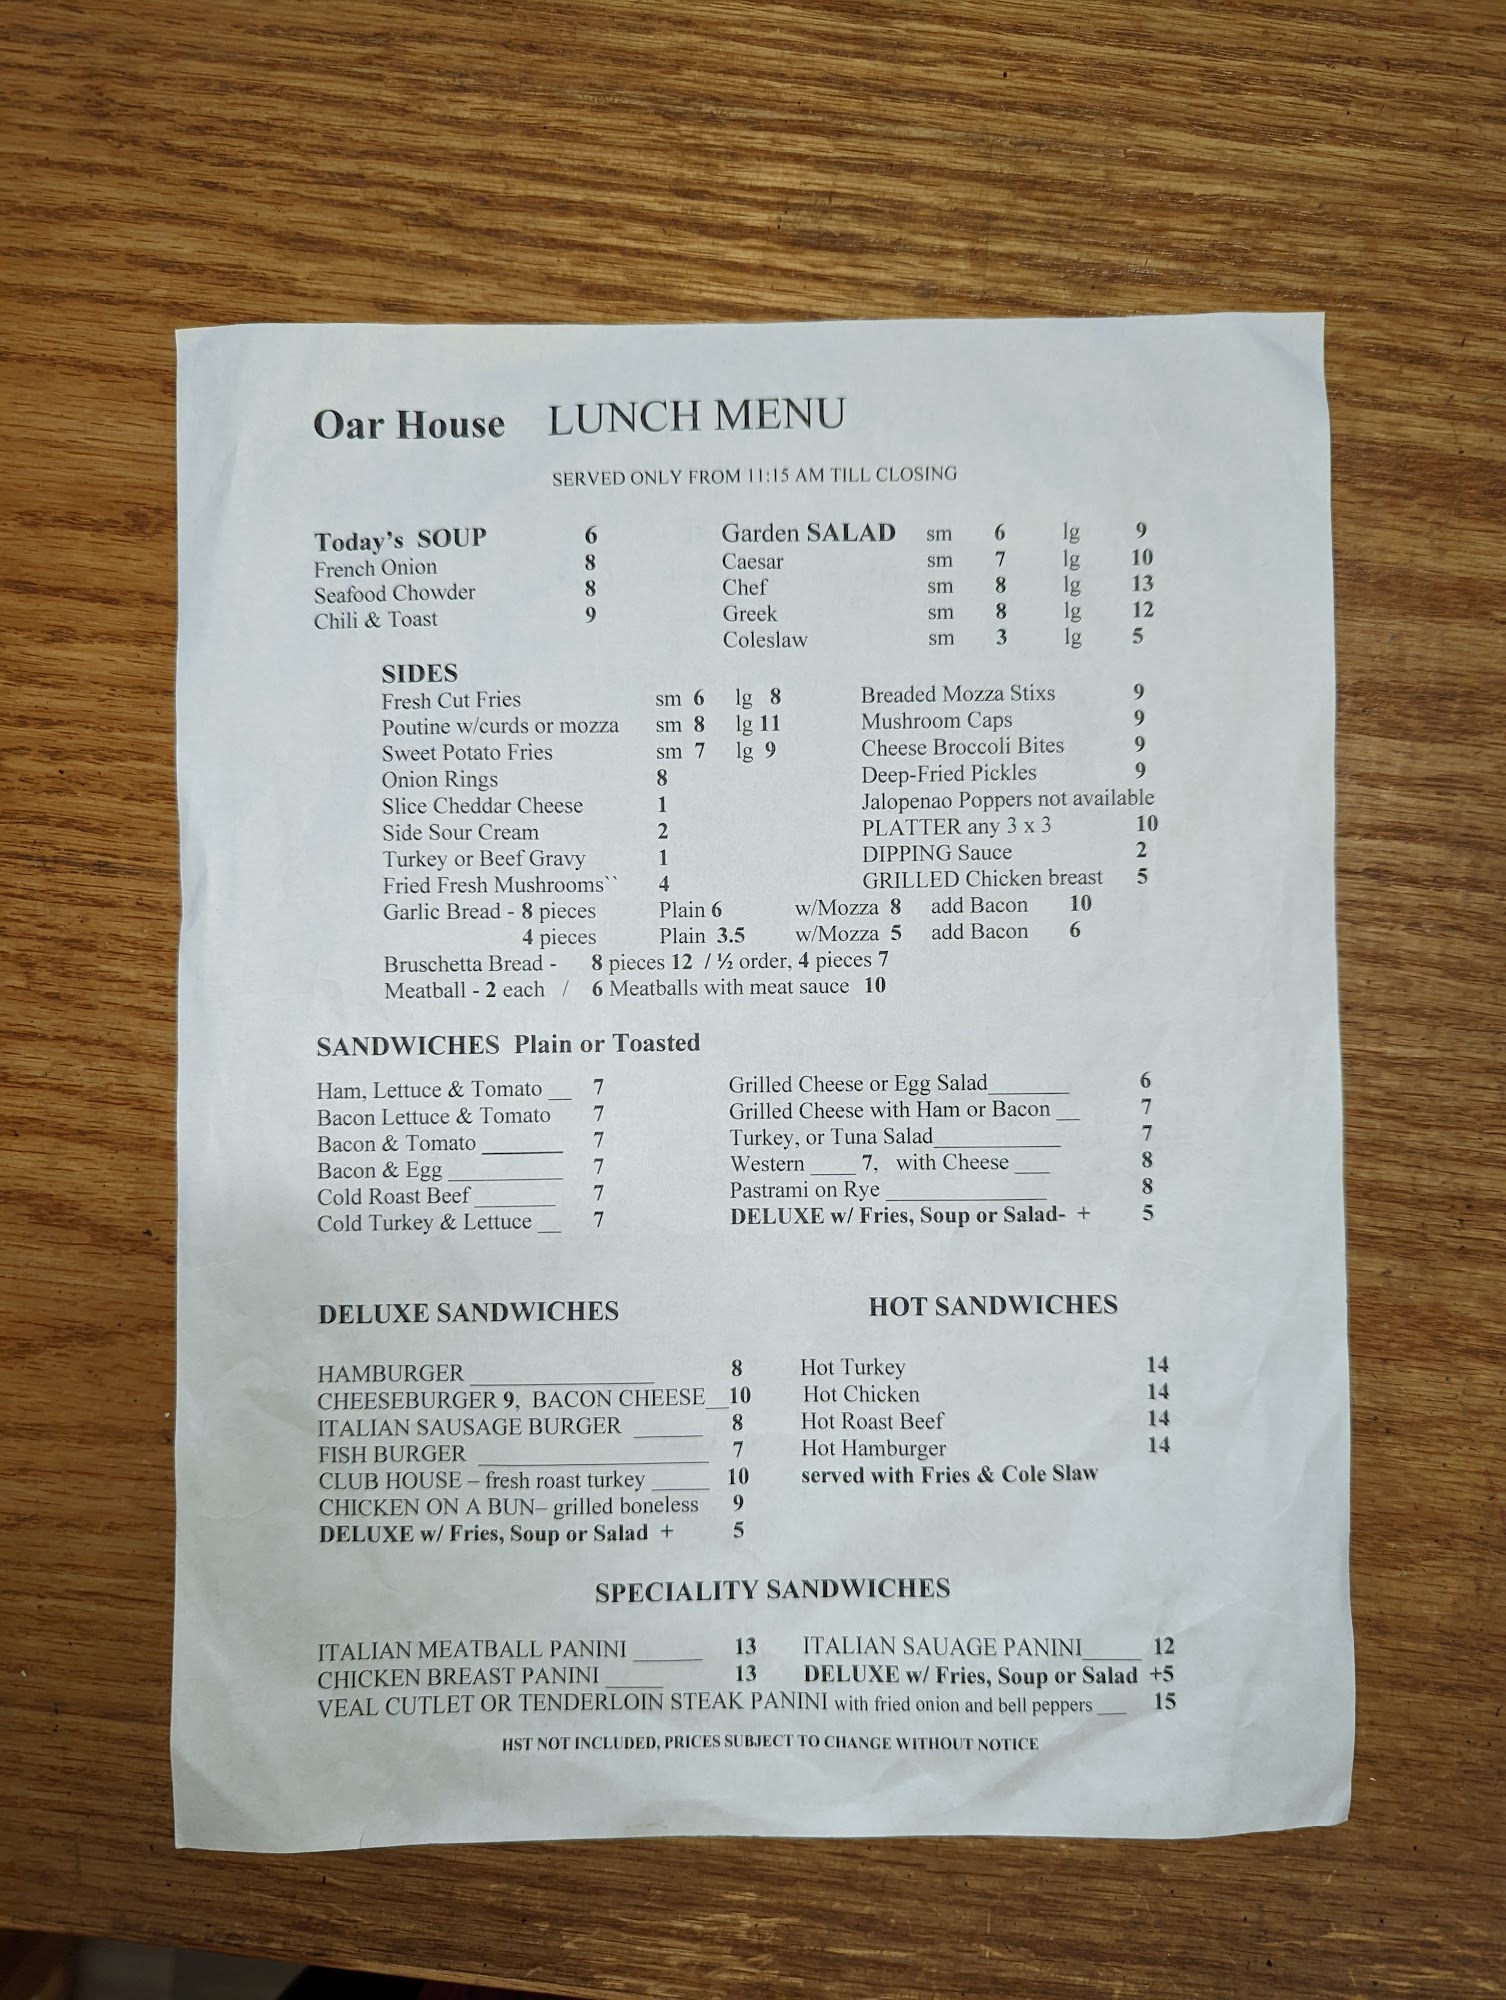 Oar House LUNCH MENU
SERVED ONLY FROM 11:15 AM TILL CLOSING
Today's SOUP 6
French Onion 8
Seafood Chowder 8
Chili & Toast 9
Garden SALAD sm 6 lg 9
Caesar sm 7 lg 10
Chef sm 8 lg 13
Greek sm 8 lg 12
Coleslaw sm 3 lg 5
SIDES
Fresh Cut Fries sm 6 lg 8
Poutine w/curds or mozza sm 8 lg 11
Sweet Potato Fries sm 7 lg 9
Onion Rings 8
Slice Cheddar Cheese 1
Side Sour Cream 2
Turkey or Beef Gravy 1
Fried Fresh Mushrooms`` 4
Breaded Mozza Stixs 9
Mushroom Caps 9
Cheese Broccoli Bites 9
Deep-Fried Pickles 9
Jalopenao Poppers not available
PLATTER any 3 x 3 10
DIPPING Sauce 2
GRILLED Chicken breast 5
Garlic Bread - 8 pieces Plain 6 w/Mozza 8 add Bacon 10
4 pieces Plain 3.5 w/Mozza 5 add Bacon 6
Bruschetta Bread - 8 pieces 12 / ½ order, 4 pieces 7
Meatball - 2 each / 6 Meatballs with meat sauce 10
SANDWICHES Plain or Toasted
Ham, Lettuce & Tomato __ 7
Bacon Lettuce & Tomato 7
Bacon & Tomato _______ 7
Bacon & Egg __________ 7
Cold Roast Beef _______ 7
Cold Turkey & Lettuce __ 7
Grilled Cheese or Egg Salad_______ 6
Grilled Cheese with Ham or Bacon __ 7
Turkey, or Tuna Salad___________ 7
Western ____ 7, with Cheese ___ 8
Pastrami on Rye ______________ 8
DELUXE w/ Fries, Soup or Salad- + 5
DELUXE SANDWICHES
HAMBURGER ________________ 8
CHEESEBURGER 9, BACON CHEESE__10
ITALIAN SAUSAGE BURGER ______ 8
FISH BURGER ____________________ 7
CLUB HOUSE – fresh roast turkey _____ 10
CHICKEN ON A BUN– grilled boneless 9
DELUXE w/ Fries, Soup or Salad + 5
HOT SANDWICHES
Hot Turkey 14
Hot Chicken 14
Hot Roast Beef 14
Hot Hamburger 14
served with Fries & Cole Slaw
SPECIALITY SANDWICHES
ITALIAN MEATBALL PANINI ______ 13
CHICKEN BREAST PANINI _____ 13
ITALIAN SAUAGE PANINI_____ 12
DELUXE w/ Fries, Soup or Salad +5
VEAL CUTLET OR TENDERLOIN STEAK PANINI with fried onion and bell peppers ___ 15
HST NOT INCLUDED, PRICES SUBJECT TO CHANGE WITHOUT NOTICE